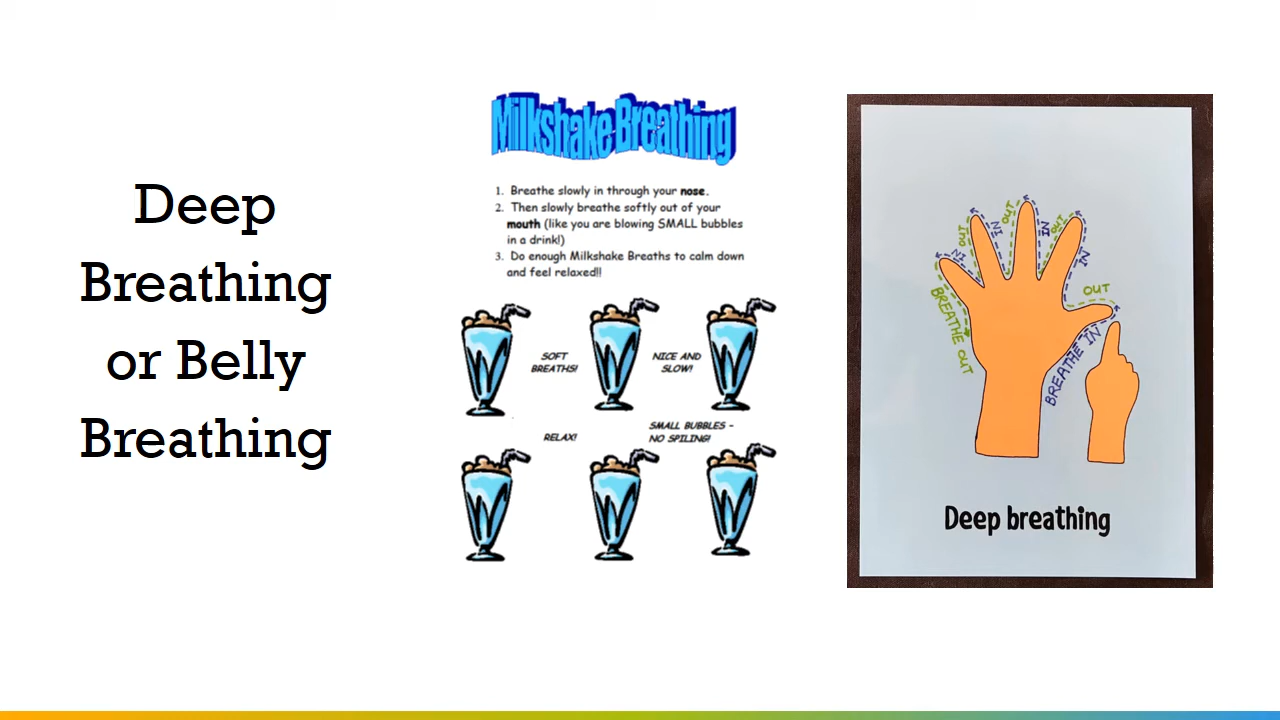 Deep
Breathing
or Belly
Breathing
Milkshake Breathing
1. Breathe slowly in through your nose.
2. Then slowly breathe softly out of your
mouth (like you are blowing SMALL bubbles
in a drink!)
3. Do enough Milkshake Breaths to calm down
and feel relaxed!!
SOFT
BREATHS!
NICE AND
SLOW!
RELAX!
SMALL BUBBLES –
NO SPILING!
BREATHE IN
OUT
IN
OUT
IN
OUT
IN
OUT
IN
BREATHE OUT
Deep breathing